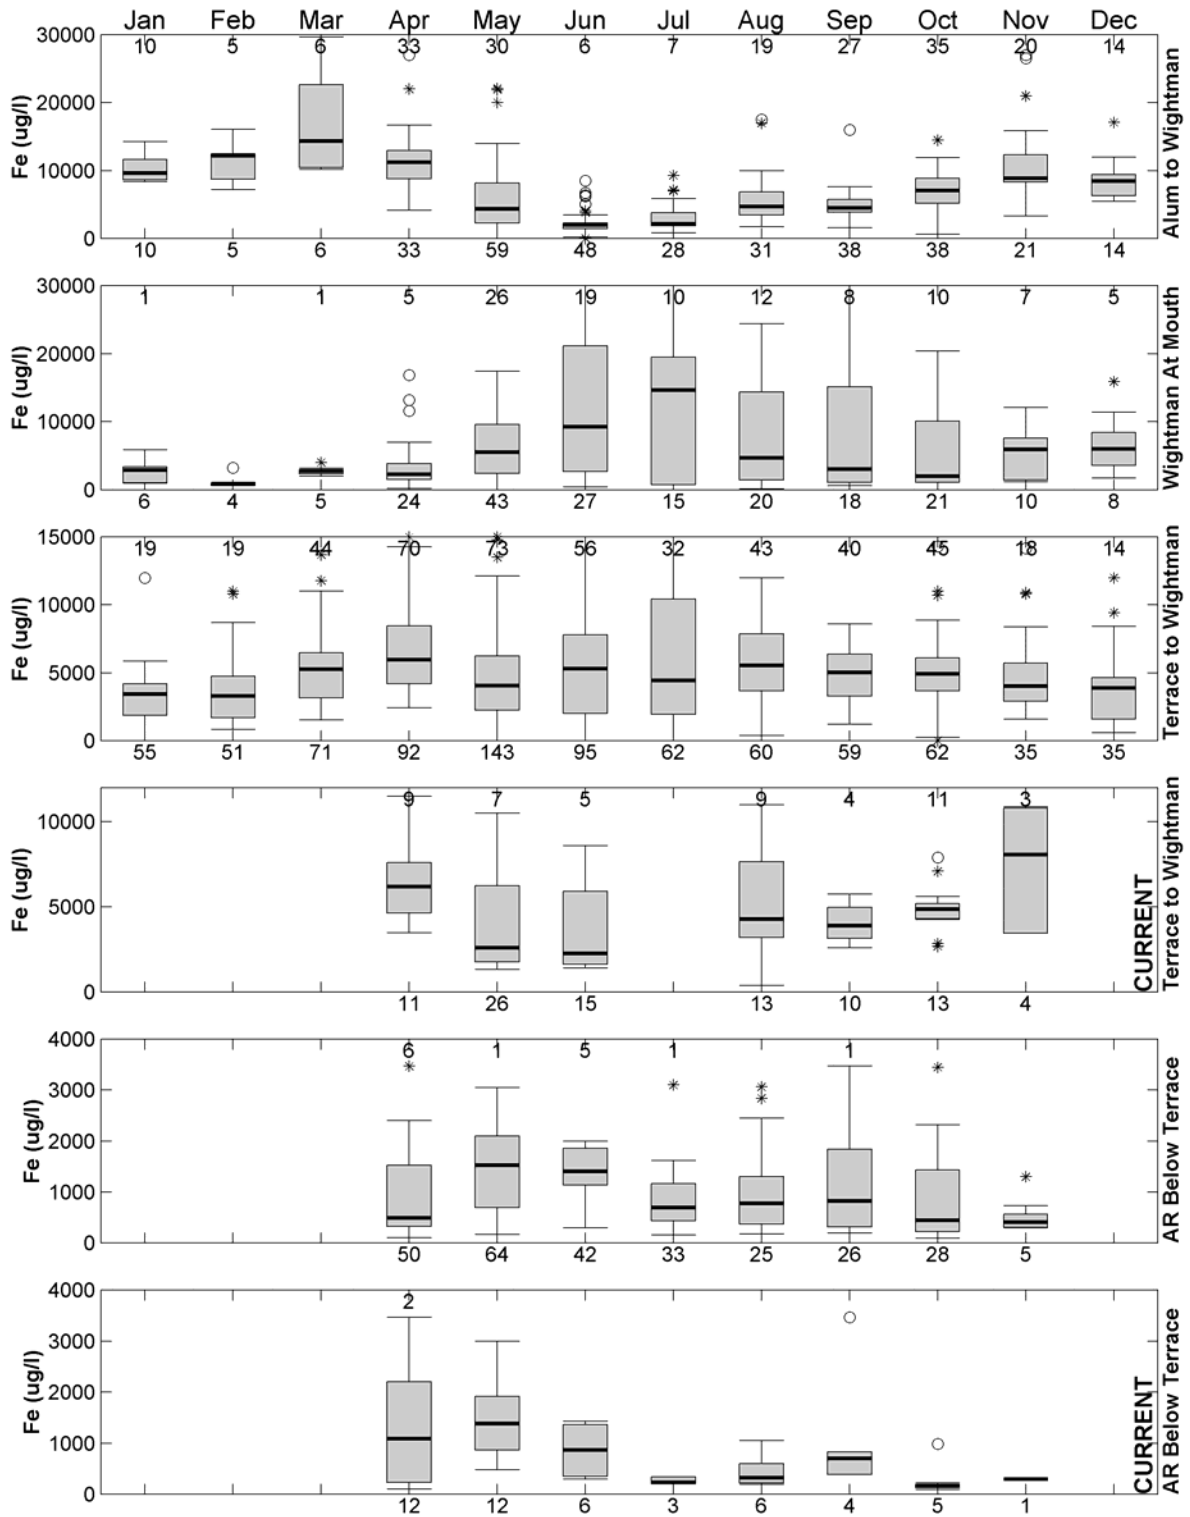 Jan Feb Mar Apr May Jun Jul Aug Sep Oct Nov Dec
30000 10 5 6 33 30 6 7 19 27 35 20 14
20000
10000
0
Fe (ug/l)
Alum to Wightman
10 5 6 33 59 48 28 31 38 38 21 14
30000 1 1 5 26 19 10 12 8 10 7 5
20000
10000
0
Fe (ug/l)
Wightman At Mouth
6 4 5 24 43 27 15 20 18 21 10 8
15000 19 19 44 70 73 56 32 43 40 45 18 14
10000
5000
0
Fe (ug/l)
Terrace to Wightman
55 51 71 92 143 95 62 60 59 62 35 35
9 7 5 9 4 11 3
10000
5000
0
Fe (ug/l)
CURRENT
Terrace to Wightman
11 26 15 13 10 13 4
4000 6 1 5 1 1
3000
2000
1000
0
Fe (ug/l)
AR Below Terrace
50 64 42 33 25 26 28 5
4000 2
3000
2000
1000
0
Fe (ug/l)
CURRENT
AR Below Terrace
12 12 6 3 6 4 5 1